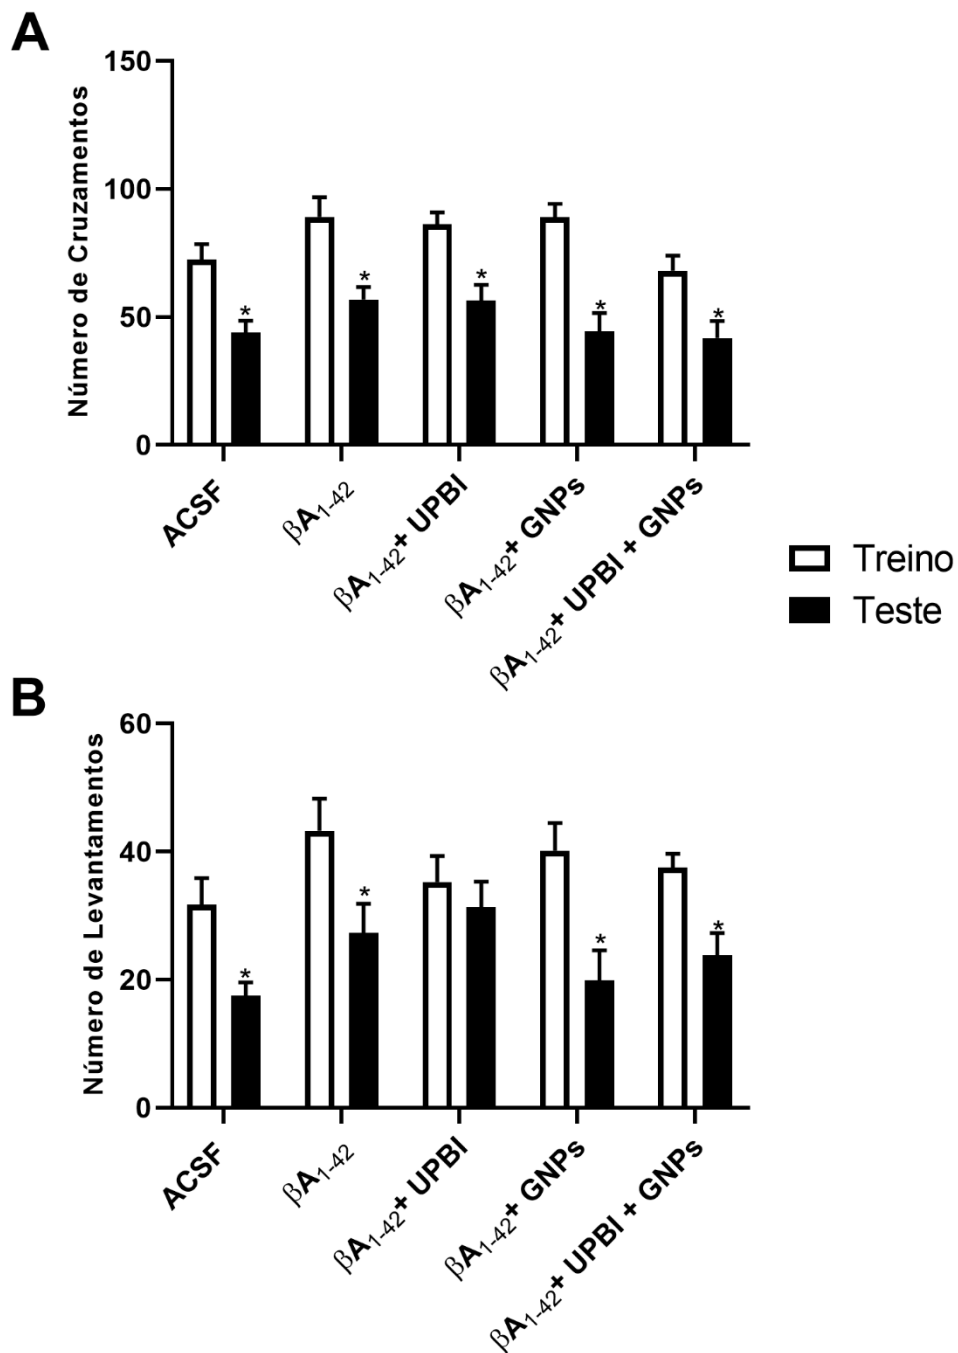 A
Número de Cruzamentos
150
100
50
0
* * * * *
ACSF
βA1-42
βA1-42+ UPBI
βA1-42+ GNPs
βA1-42+ UPBI + GNPs
Treino
Teste
B
Número de Levantamentos
60
40
20
0
* * * *
ACSF
βA1-42
βA1-42+ UPBI
βA1-42+ GNPs
βA1-42+ UPBI + GNPs